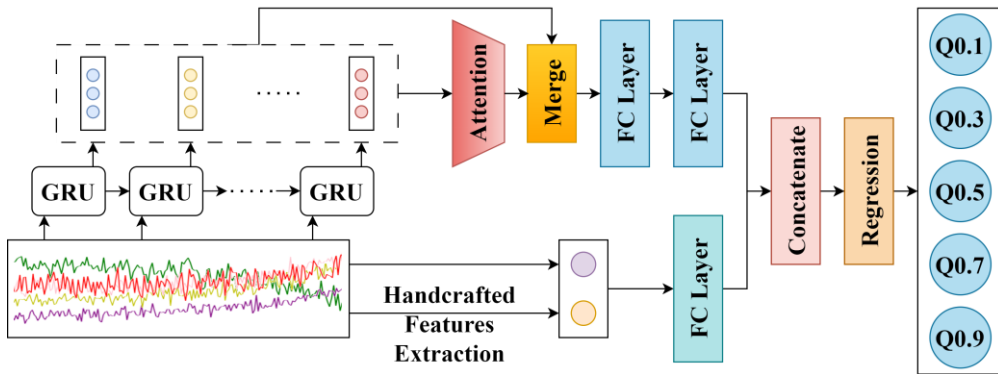 GRU
GRU
GRU
Attention
Merge
FC Layer
FC Layer
Handcrafted
Features
Extraction
FC Layer
Concatenate
Regression
Q0.1
Q0.3
Q0.5
Q0.7
Q0.9